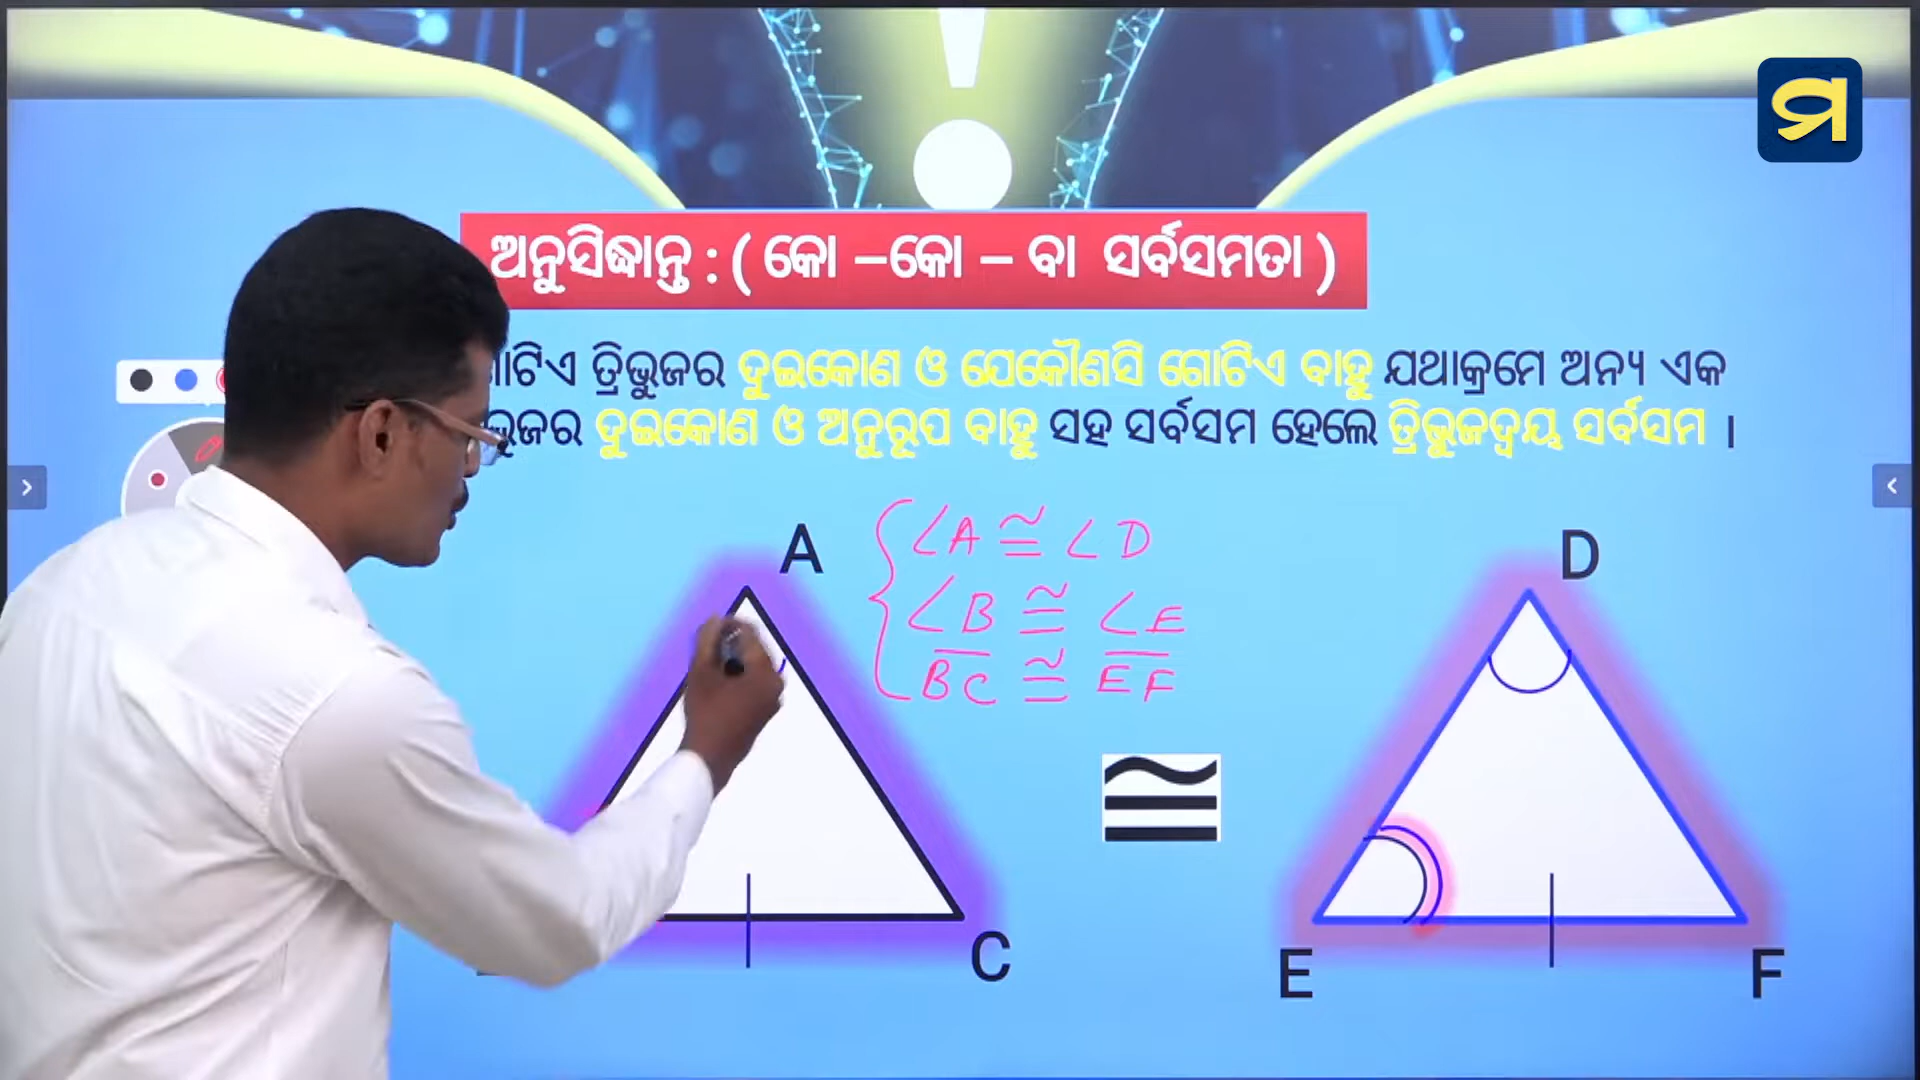 ମ
ଅନୁସିଦ୍ଧାନ୍ତ : ( କୋ –କୋ – ବା ସର୍ବସମତା )
ତ୍ରିଭୁଜର ଦୁଇକୋଣ ଓ ଯେକୌଣସି ଗୋଟିଏ ବାହୁ ଯଥାକ୍ରମେ ଅନ୍ୟ ଏକ
ଦୁଇକୋଣ ଓ ଅନୁରୂପ ବାହୁ ସହ ସର୍ବସମ ହେଲେ ତ୍ରିଭୁଜଦ୍ୱୟ ସର୍ବସମ ।
∠A ≅ ∠D
∠B ≅ ∠E
BC ≅ EF
A
D
≅
C
E
F